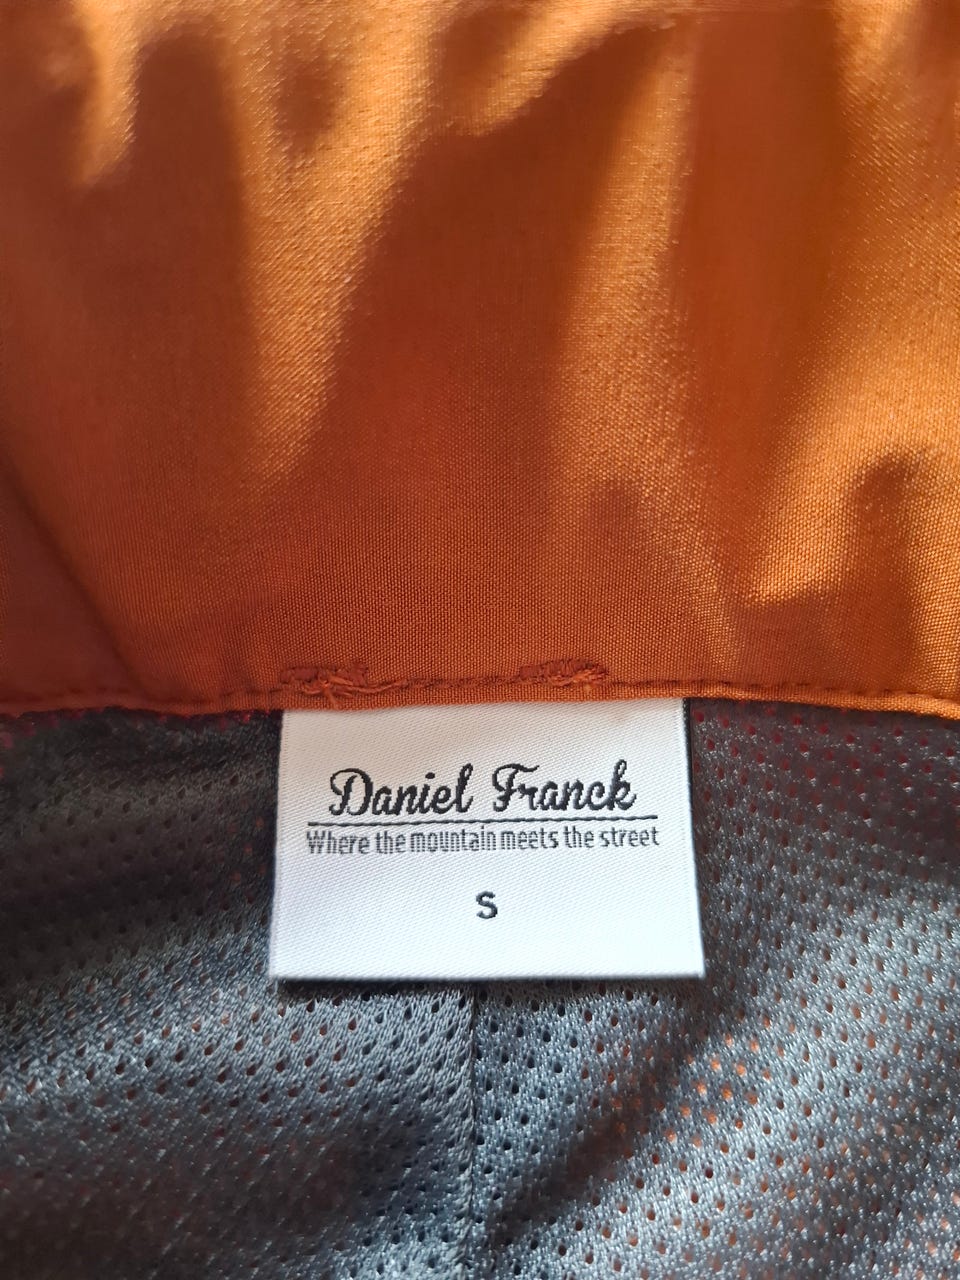 Daniel Franck
Where the mountain meets the street
S